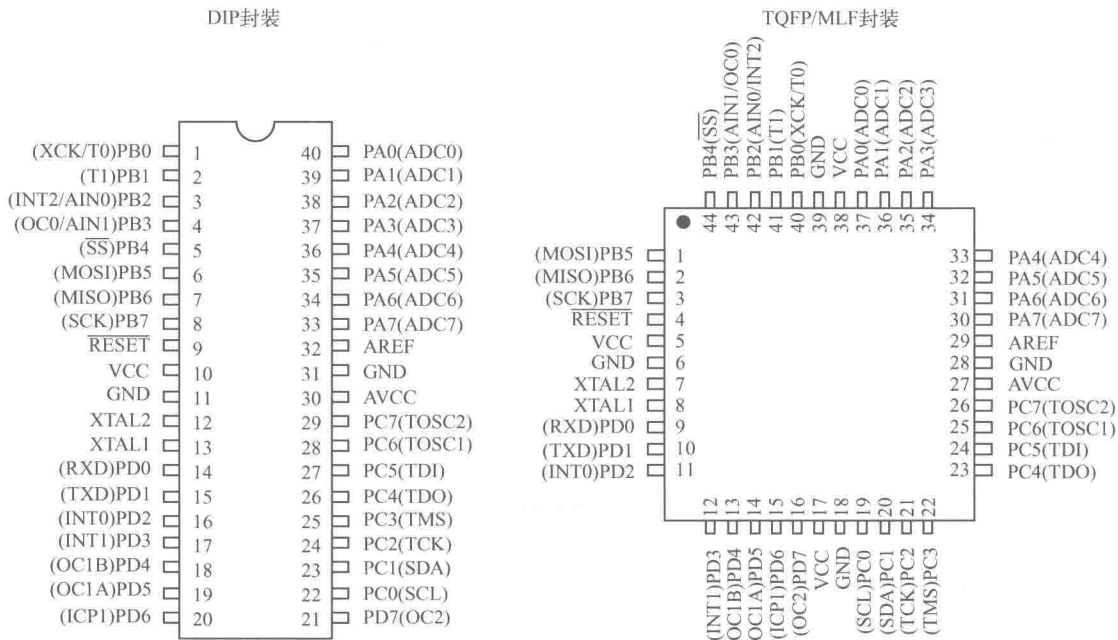 DIP封装
(XCK/T0)PB0 1 40 PA0(ADC0)
(T1)PB1 2 39 PA1(ADC1)
(INT2/AIN0)PB2 3 38 PA2(ADC2)
(OC0/AIN1)PB3 4 37 PA3(ADC3)
(SS)PB4 5 36 PA4(ADC4)
(MOSI)PB5 6 35 PA5(ADC5)
(MISO)PB6 7 34 PA6(ADC6)
(SCK)PB7 8 33 PA7(ADC7)
RESET 9 32 AREF
VCC 10 31 GND
GND 11 30 AVCC
XTAL2 12 29 PC7(TOSC2)
XTAL1 13 28 PC6(TOSC1)
(RXD)PD0 14 27 PC5(TDI)
(TXD)PD1 15 26 PC4(TDO)
(INT0)PD2 16 25 PC3(TMS)
(INT1)PD3 17 24 PC2(TCK)
(OC1B)PD4 18 23 PC1(SDA)
(OC1A)PD5 19 22 PC0(SCL)
(ICP1)PD6 20 21 PD7(OC2)
TQFP/MLF封装
PB4(SS) 44
PB3(AIN1/OC0) 43
PB2(AIN0/INT2) 42
PB1(T1) 41
PB0(XCK/T0) 40
GND 39
VCC 38
PA0(ADC0) 37
PA1(ADC1) 36
PA2(ADC2) 35
PA3(ADC3) 34
(MOSI)PB5 1 33 PA4(ADC4)
(MISO)PB6 2 32 PA5(ADC5)
(SCK)PB7 3 31 PA6(ADC6)
RESET 4 30 PA7(ADC7)
VCC 5 29 AREF
GND 6 28 GND
XTAL2 7 27 AVCC
XTAL1 8 26 PC7(TOSC2)
(RXD)PD0 9 25 PC6(TOSC1)
(TXD)PD1 10 24 PC5(TDI)
(INT0)PD2 11 23 PC4(TDO)
12 (INT1)PD3
13 OC1B)PD4
14 OC1A)PD5
15 (ICP1)PD6
16 (OC2)PD7
17 VCC
18 GND
19 (SCL)PC0
20 (SDA)PC1
21 (TCK)PC2
22 (TMS)PC3